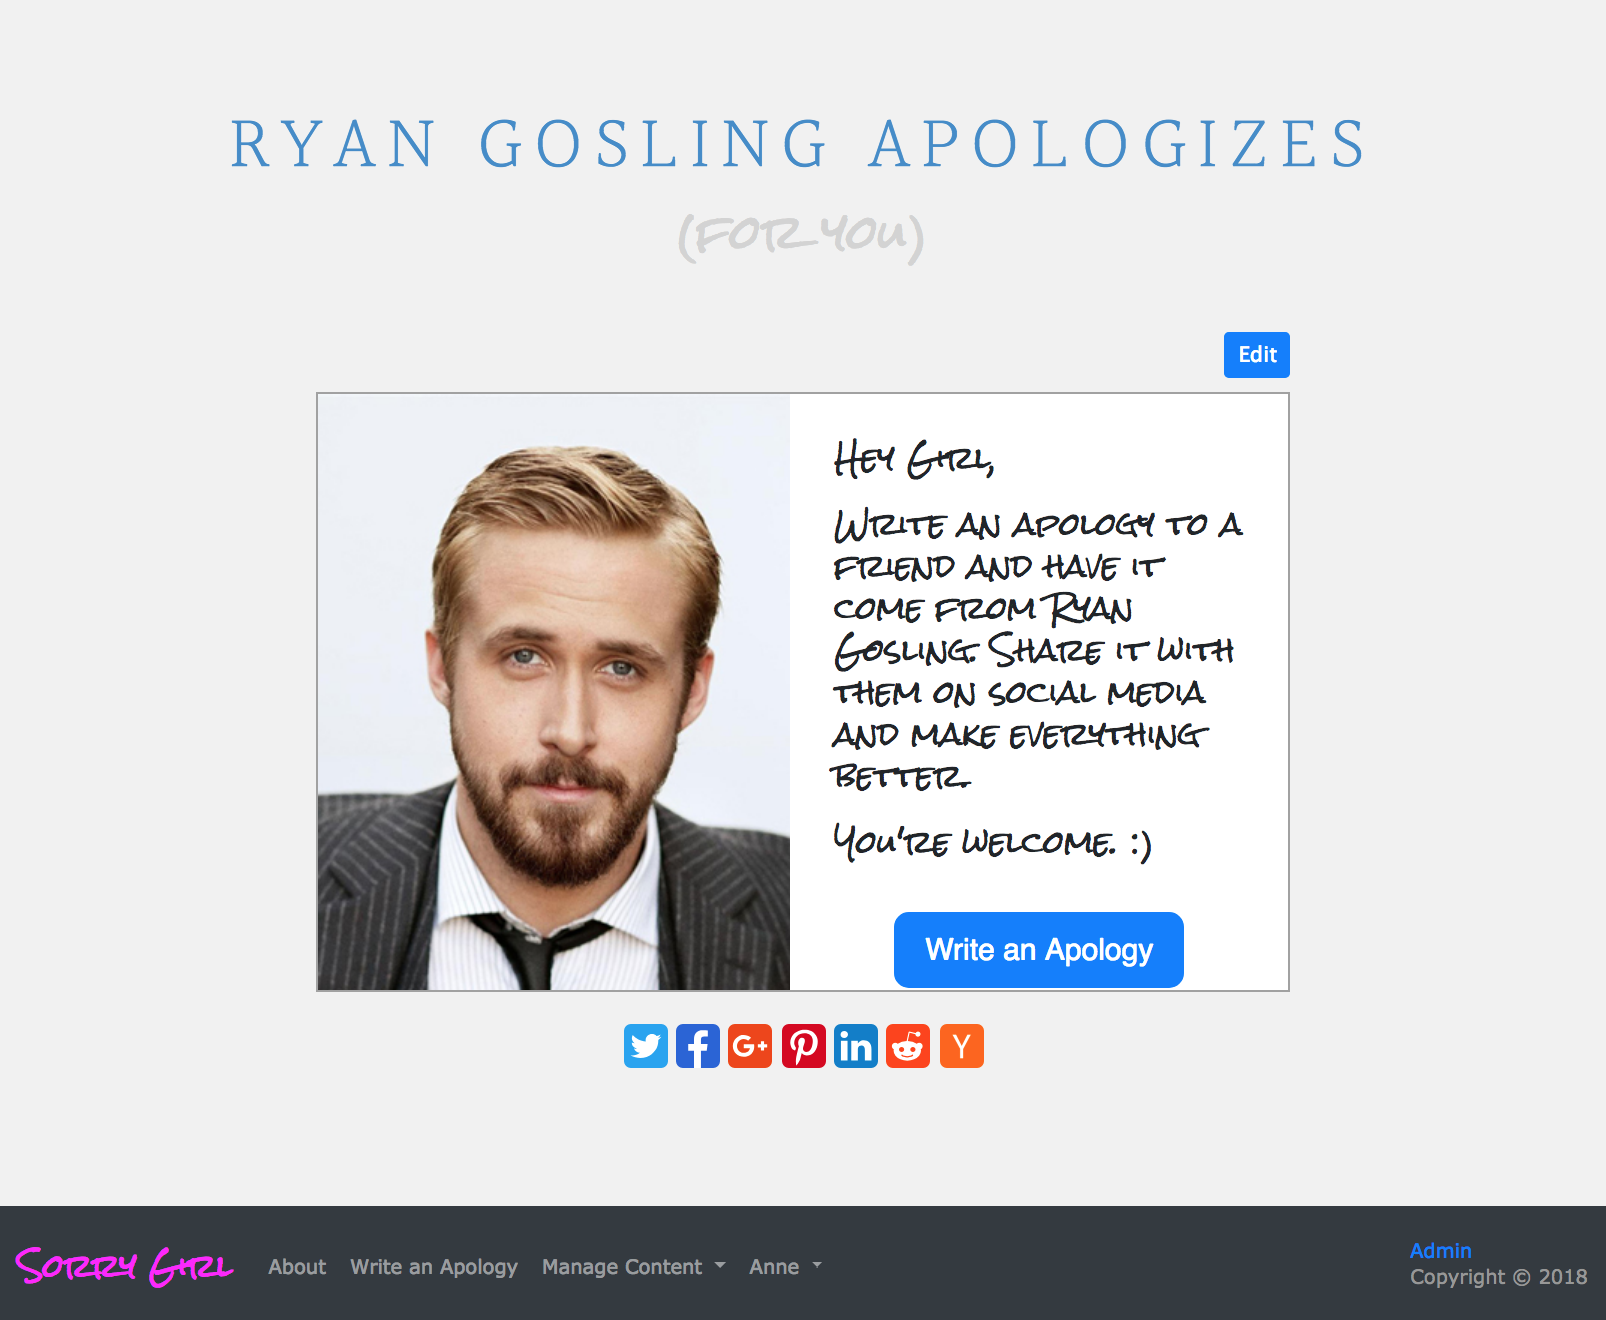 RYAN GOSLING APOLOGIZES
(for you)
Edit
Hey Girl,
Write an apology to a
friend and have it
come from Ryan
Gosling. Share it with
them on social media
and make everything
better.
You're welcome. :)
Write an Apology
G+ in Y
Sorry Girl About Write an Apology Manage Content Anne
Admin
Copyright © 2018